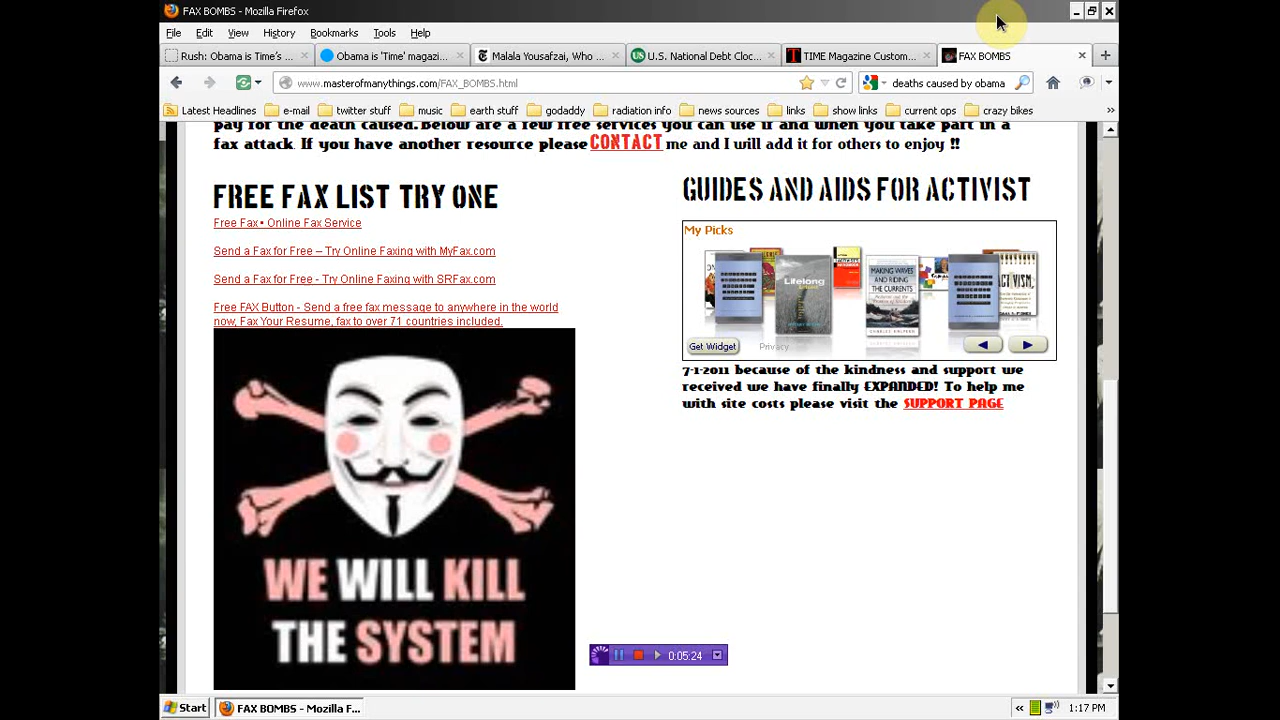 FAX BOMBS - Mozilla Firefox
File Edit View History Bookmarks Tools Help
Rush: Obama is Time's ... Obama is 'Time' magazi... Malala Yousafzai, Who ... U.S. National Debt Cloc... TIME Magazine Custom... FAX BOMBS
www.masterofmanythings.com/FAX_BOMBS.html deaths caused by obama
Latest Headlines e-mail twitter stuff music earth stuff godaddy radiation info news sources links show links current ops crazy bikes
pay for the death caused. Below are a few free services you can use if and when you take part in a
fax attack. If you have another resource please CONTACT me and I will add it for others to enjoy !!
FREE FAX LIST TRY ONE
Free Fax • Online Fax Service
Send a Fax for Free – Try Online Faxing with MyFax.com
Send a Fax for Free - Try Online Faxing with SRFax.com
Free FAX Button - Send a free fax message to anywhere in the world
now, Fax Your Resume, fax to over 71 countries included.
WE WILL KILL
THE SYSTEM
GUIDES AND AIDS FOR ACTIVIST
My Picks
Lifelong
MAKING WAVES AND RIDING THE CURRENTS
Get Widget Privacy
7-1-2011 because of the kindness and support we
received we have finally EXPANDED! To help me
with site costs please visit the SUPPORT PAGE
0:05:24
Start FAX BOMBS - Mozilla F... 1:17 PM